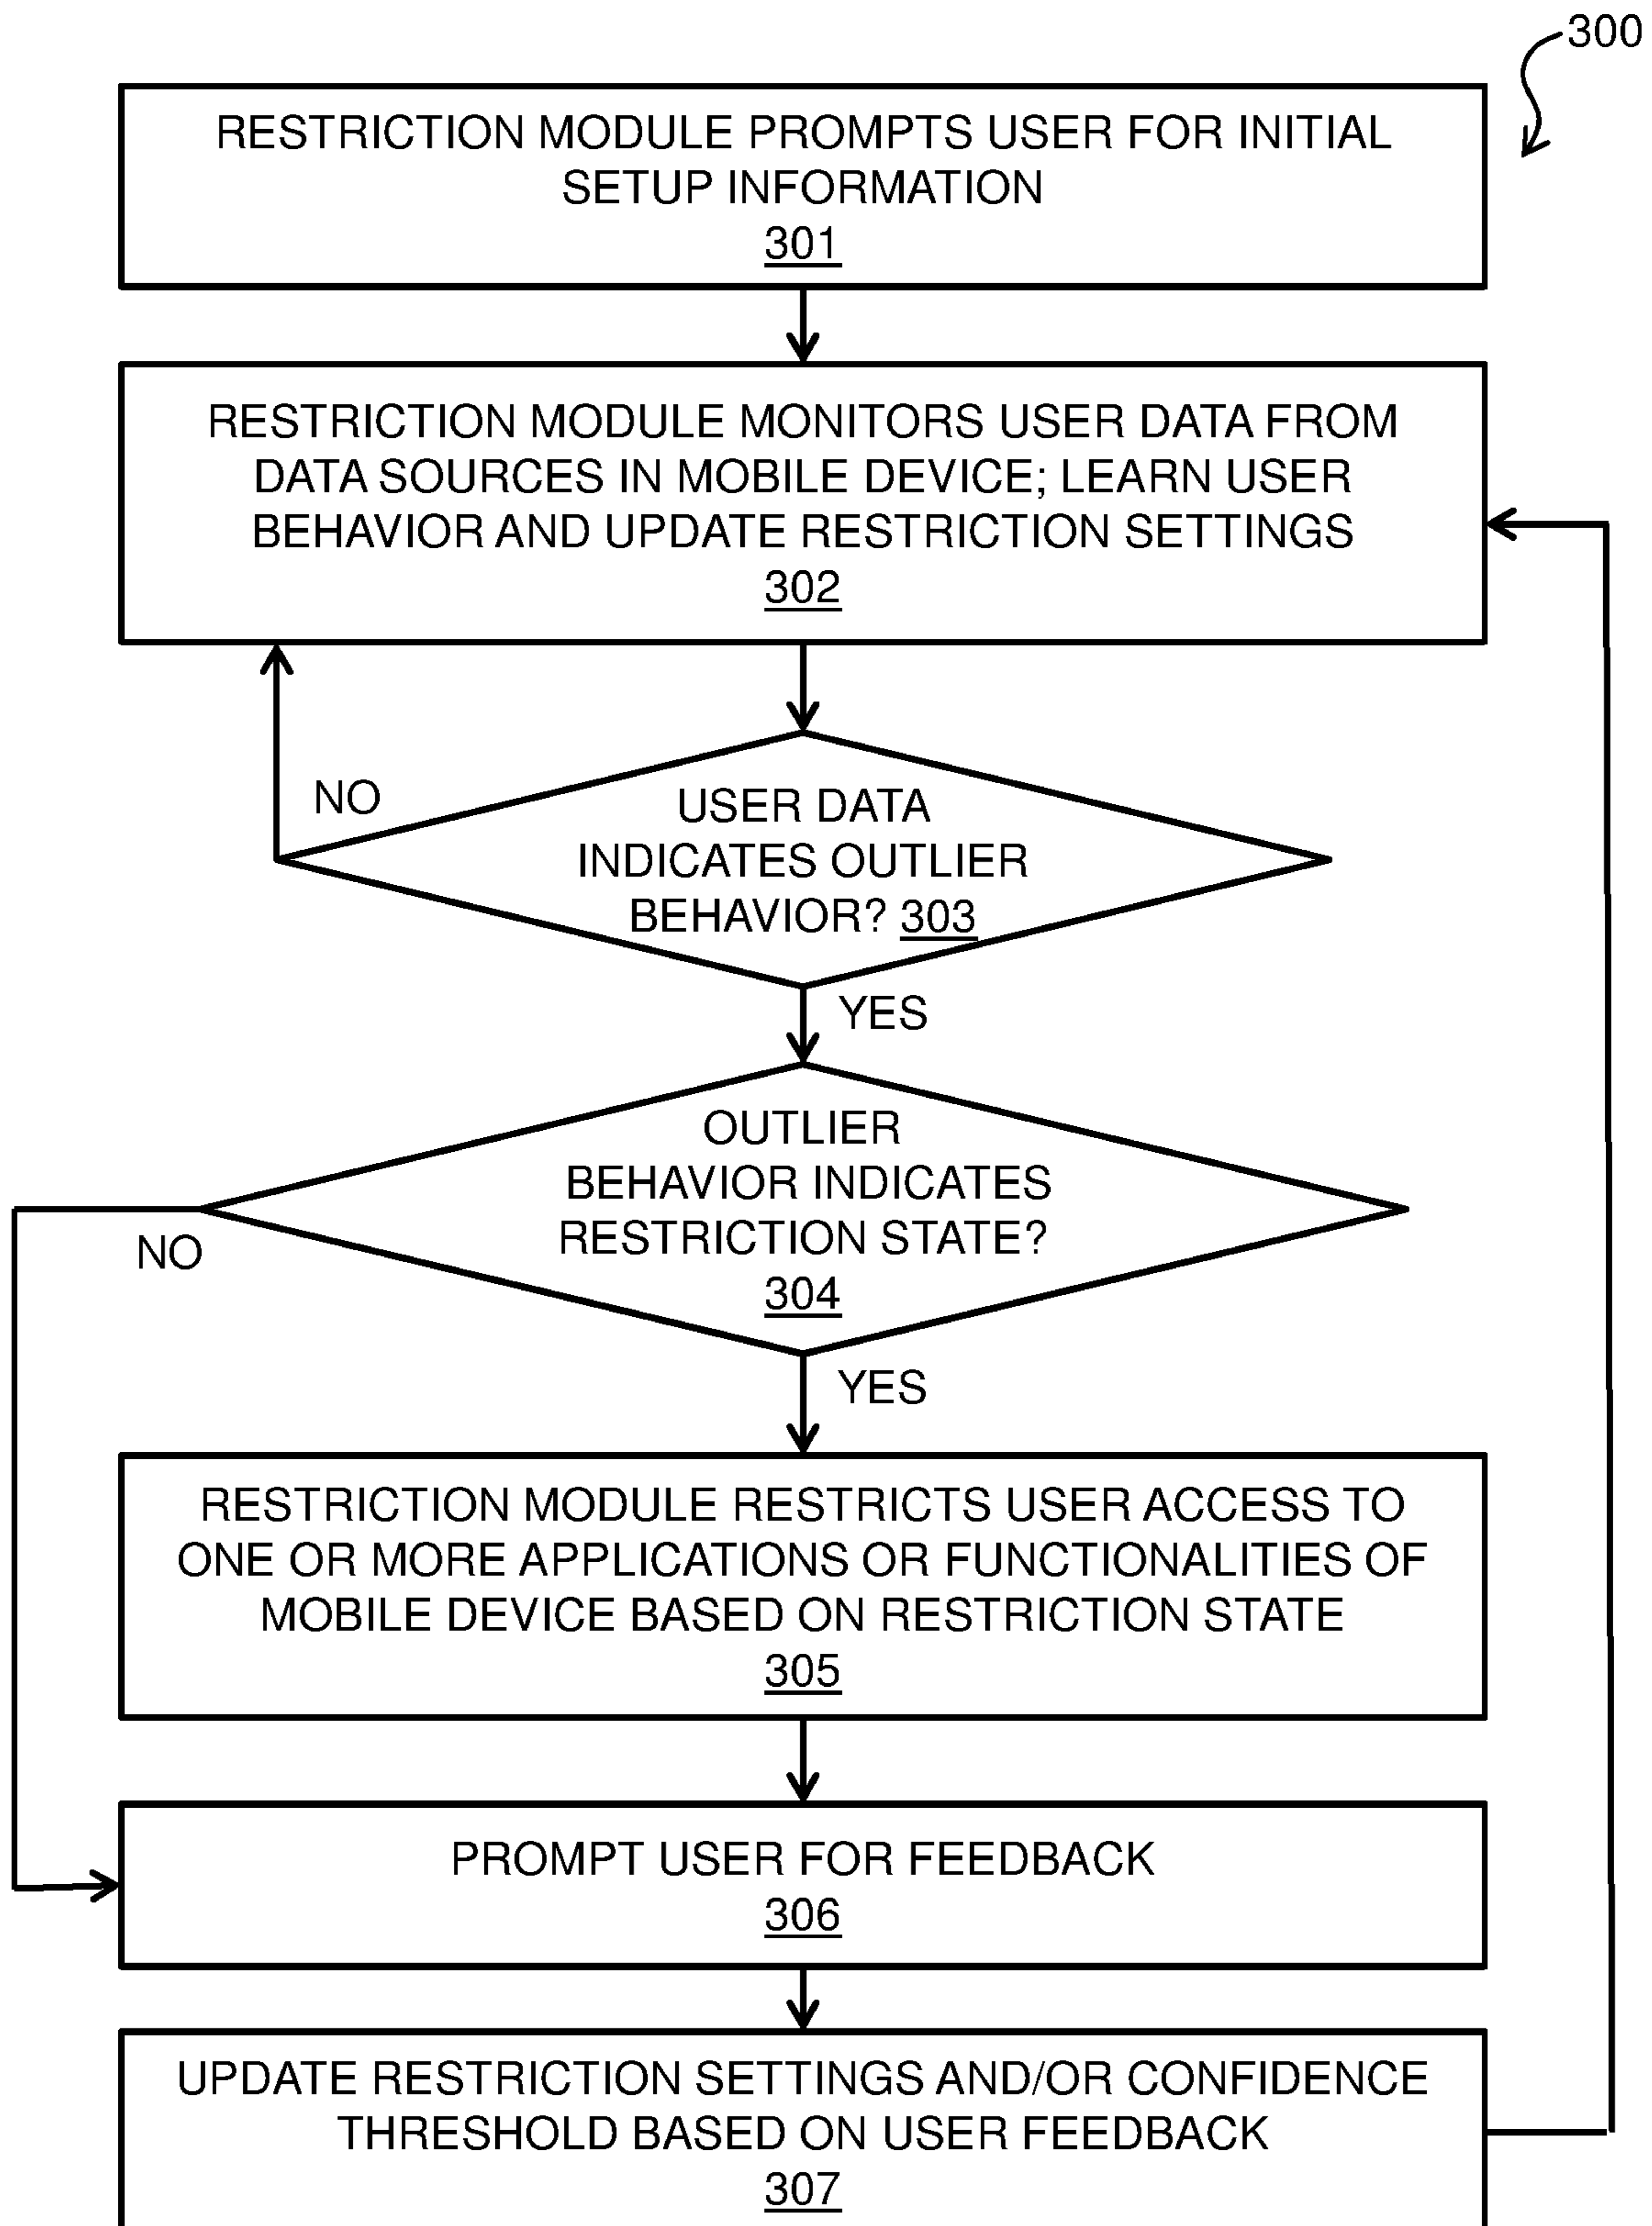 300
RESTRICTION MODULE PROMPTS USER FOR INITIAL
SETUP INFORMATION
301
RESTRICTION MODULE MONITORS USER DATA FROM
DATA SOURCES IN MOBILE DEVICE; LEARN USER
BEHAVIOR AND UPDATE RESTRICTION SETTINGS
302
NO
USER DATA
INDICATES OUTLIER
BEHAVIOR? 303
YES
OUTLIER
BEHAVIOR INDICATES
RESTRICTION STATE?
304
NO
YES
RESTRICTION MODULE RESTRICTS USER ACCESS TO
ONE OR MORE APPLICATIONS OR FUNCTIONALITIES OF
MOBILE DEVICE BASED ON RESTRICTION STATE
305
PROMPT USER FOR FEEDBACK
306
UPDATE RESTRICTION SETTINGS AND/OR CONFIDENCE
THRESHOLD BASED ON USER FEEDBACK
307